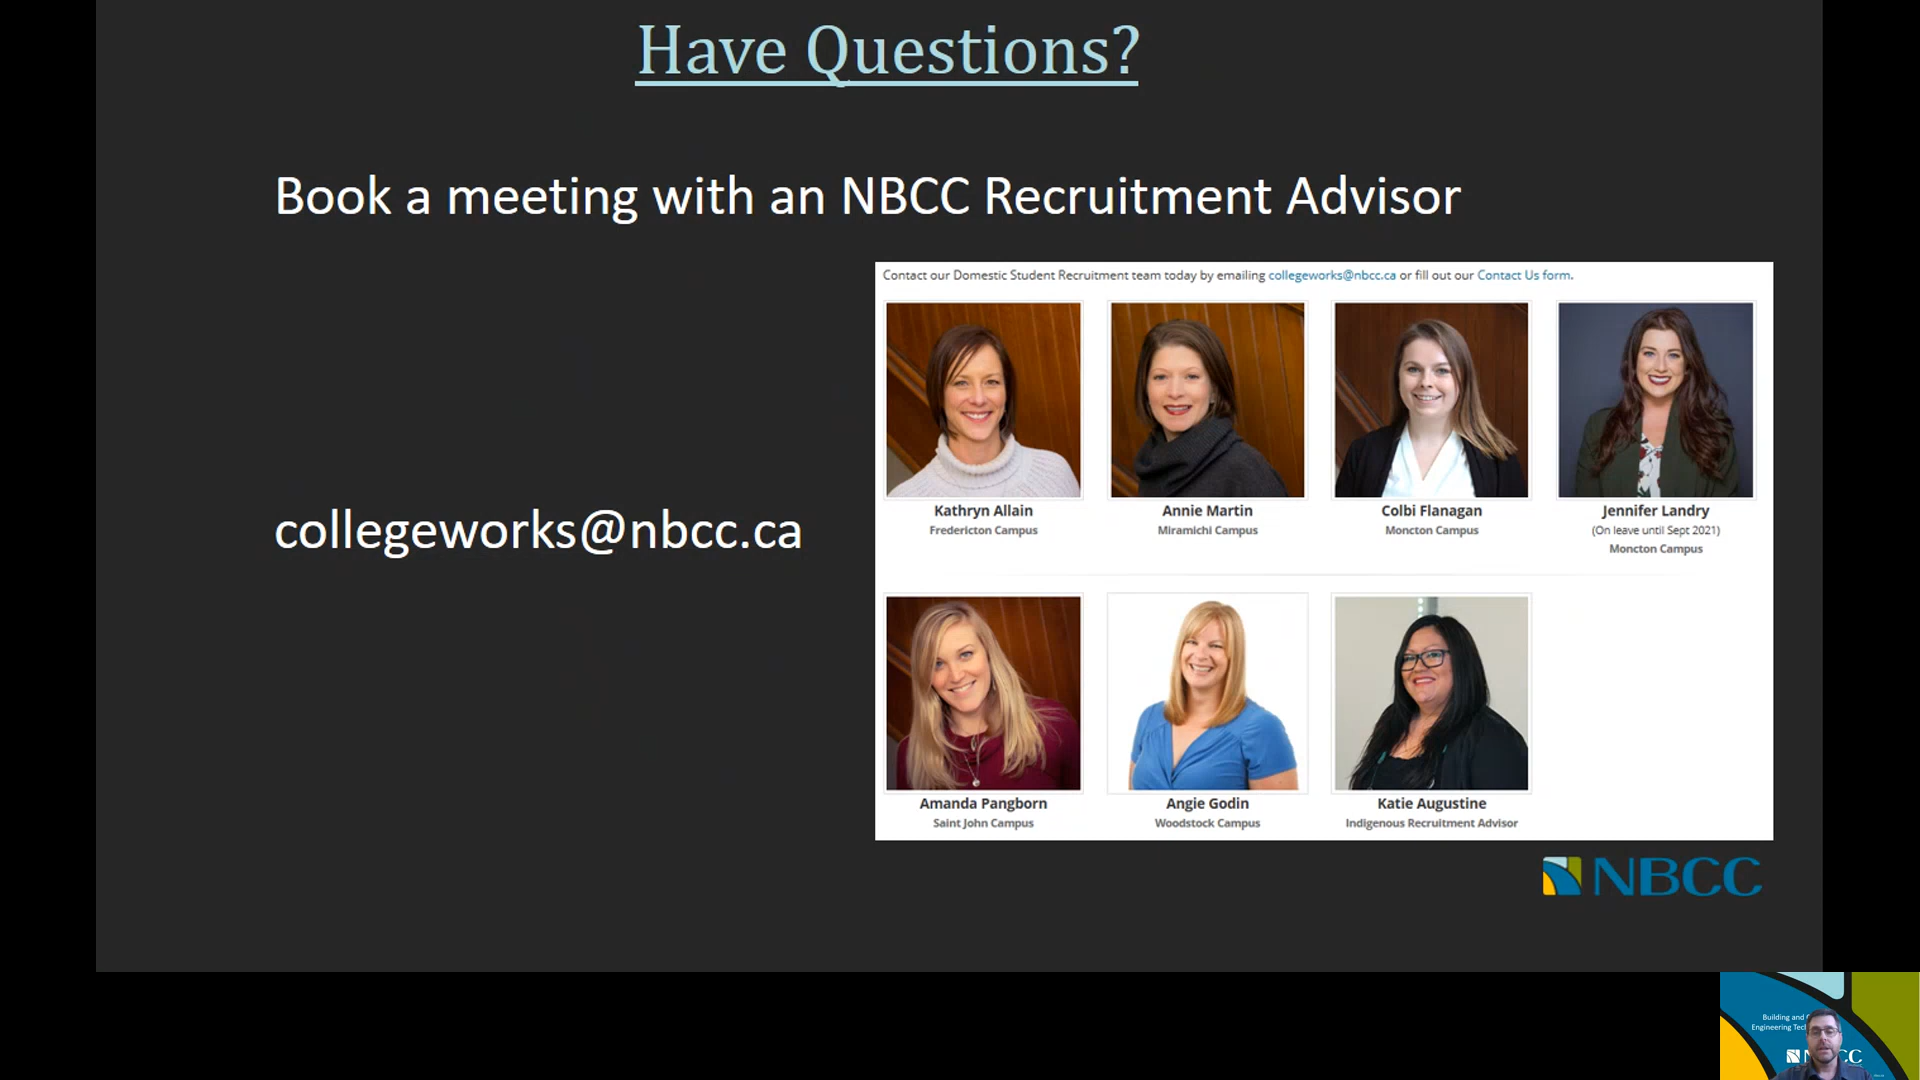 Have Questions?
Book a meeting with an NBCC Recruitment Advisor
Contact our Domestic Student Recruitment team today by emailing collegeworks@nbcc.ca or fill out our Contact Us form.
collegeworks@nbcc.ca
Kathryn Allain
Fredericton Campus
Annie Martin
Miramichi Campus
Colbi Flanagan
Moncton Campus
Jennifer Landry
(On leave until Sept 2021)
Moncton Campus
Amanda Pangborn
Saint John Campus
Angie Godin
Woodstock Campus
Katie Augustine
Indigenous Recruitment Advisor
NBCC
Building and
Engineering